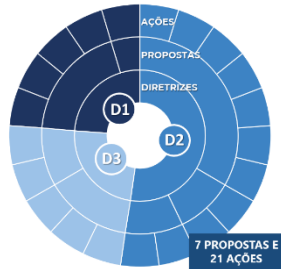 AÇÕES
PROPOSTAS
DIRETRIZES
D1
D2
D3
7 PROPOSTAS E
21 AÇÕES